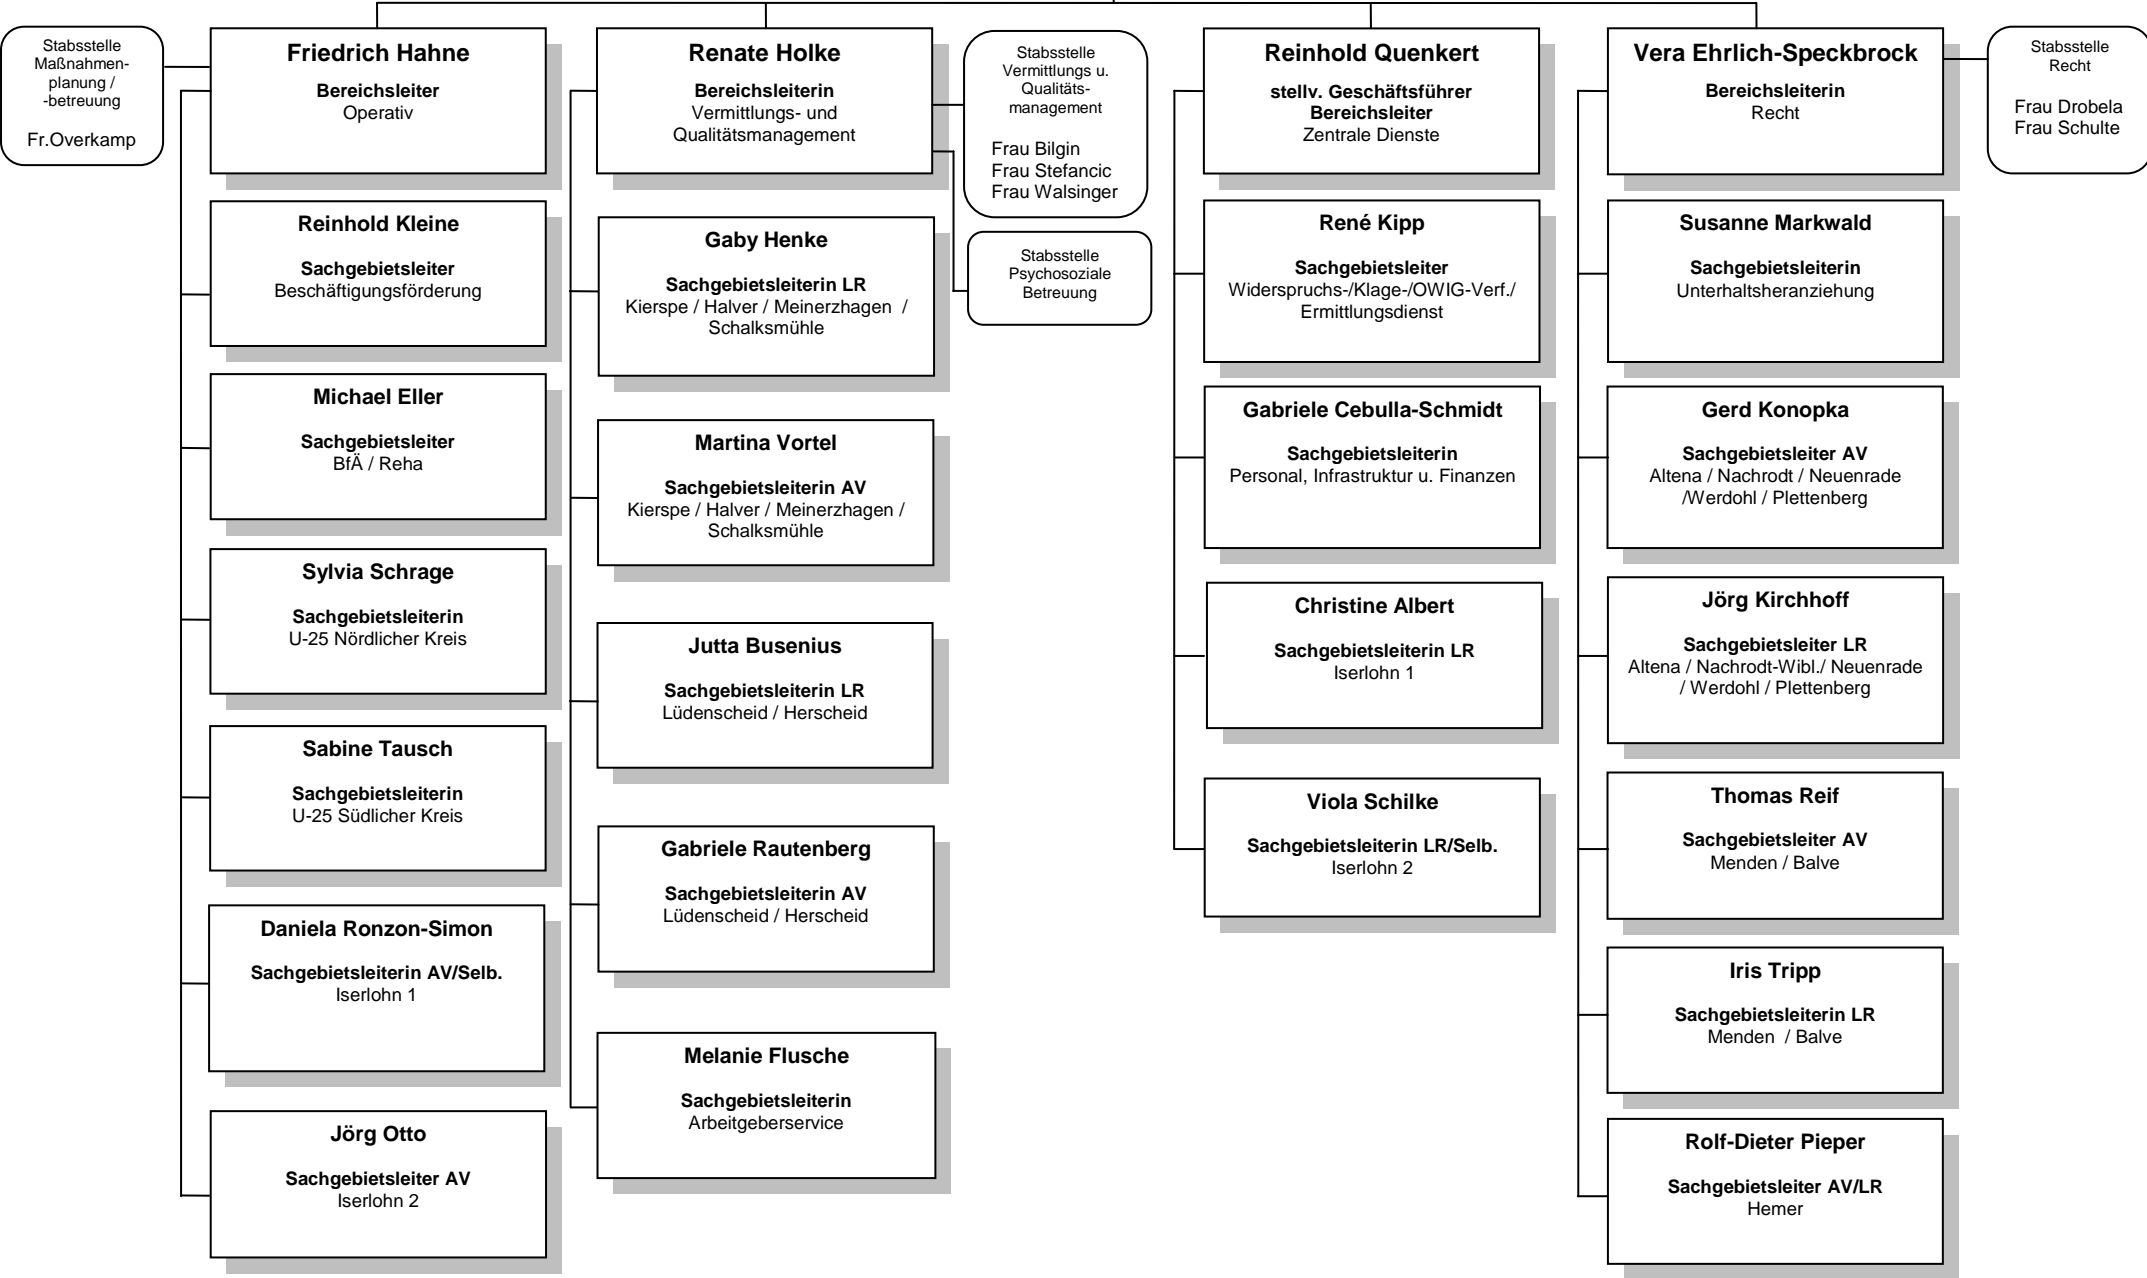 Stabsstelle
Maßnahmen-
planung /
-betreuung
Fr.Overkamp
Friedrich Hahne
Bereichsleiter
Operativ
Reinhold Kleine
Sachgebietsleiter
Beschäftigungsförderung
Michael Eller
Sachgebietsleiter
BfÄ / Reha
Sylvia Schrage
Sachgebietsleiterin
U-25 Nördlicher Kreis
Sabine Tausch
Sachgebietsleiterin
U-25 Südlicher Kreis
Daniela Ronzon-Simon
Sachgebietsleiterin AV/Selb.
Iserlohn 1
Jörg Otto
Sachgebietsleiter AV
Iserlohn 2
Renate Holke
Bereichsleiterin
Vermittlungs- und
Qualitätsmanagement
Stabsstelle
Vermittlungs u.
Qualitäts-
management
Frau Bilgin
Frau Stefancic
Frau Walsinger
Stabsstelle
Psychosoziale
Betreuung
Gaby Henke
Sachgebietsleiterin LR
Kierspe / Halver / Meinerzhagen /
Schalksmühle
Martina Vortel
Sachgebietsleiterin AV
Kierspe / Halver / Meinerzhagen /
Schalksmühle
Jutta Busenius
Sachgebietsleiterin LR
Lüdenscheid / Herscheid
Gabriele Rautenberg
Sachgebietsleiterin AV
Lüdenscheid / Herscheid
Melanie Flusche
Sachgebietsleiterin
Arbeitgeberservice
Reinhold Quenkert
stellv. Geschäftsführer
Bereichsleiter
Zentrale Dienste
René Kipp
Sachgebietsleiter
Widerspruchs-/Klage-/OWIG-Verf./
Ermittlungsdienst
Gabriele Cebulla-Schmidt
Sachgebietsleiterin
Personal, Infrastruktur u. Finanzen
Christine Albert
Sachgebietsleiterin LR
Iserlohn 1
Viola Schilke
Sachgebietsleiterin LR/Selb.
Iserlohn 2
Vera Ehrlich-Speckbrock
Bereichsleiterin
Recht
Stabsstelle
Recht
Frau Drobela
Frau Schulte
Susanne Markwald
Sachgebietsleiterin
Unterhaltsheranziehung
Gerd Konopka
Sachgebietsleiter AV
Altena / Nachrodt / Neuenrade
/Werdohl / Plettenberg
Jörg Kirchhoff
Sachgebietsleiter LR
Altena / Nachrodt-Wibl./ Neuenrade
/ Werdohl / Plettenberg
Thomas Reif
Sachgebietsleiter AV
Menden / Balve
Iris Tripp
Sachgebietsleiterin LR
Menden / Balve
Rolf-Dieter Pieper
Sachgebietsleiter AV/LR
Hemer